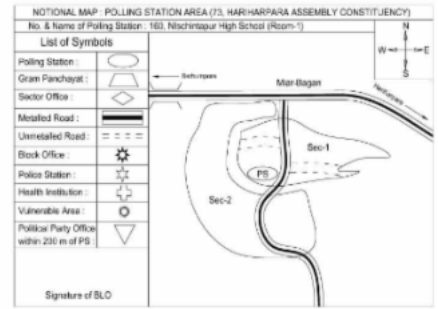 NOTIONAL MAP : POLLING STATION AREA (73, HARIHARPARA ASSEMBLY CONSTITUENCY)
No. & Name of Polling Station : 160, Nischintapur High School (Room-1)
List of Symbols
Polling Station :
Gram Panchayat :
Sector Office :
Metalled Road :
Unmetalled Road :
Block Office :
Police Station :
Health Institution :
Vulnerable Area :
Political Party Office
within 200 m of PS :
Signature of BLO
N
W
E
S
Miar-Bagan
Hariharpara
Sec-1
PS
Sec-2